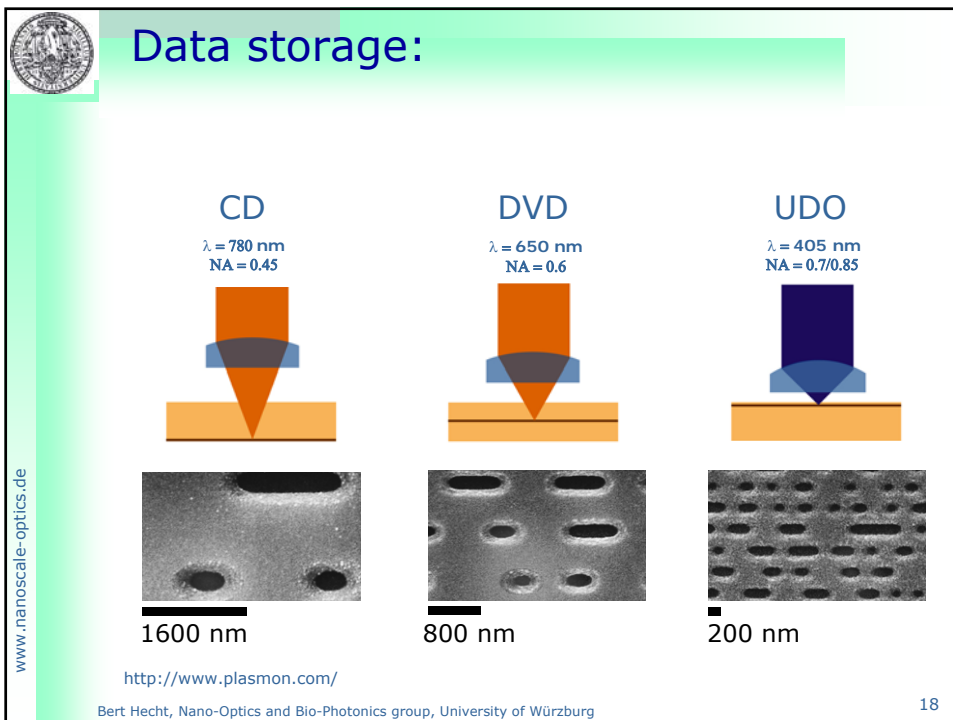 Data storage:
CD
λ = 780 nm
NA = 0.45
DVD
λ = 650 nm
NA = 0.6
UDO
λ = 405 nm
NA = 0.7/0.85
1600 nm
800 nm
200 nm
www.nanoscale-optics.de
http://www.plasmon.com/
Bert Hecht, Nano-Optics and Bio-Photonics group, University of Würzburg
18